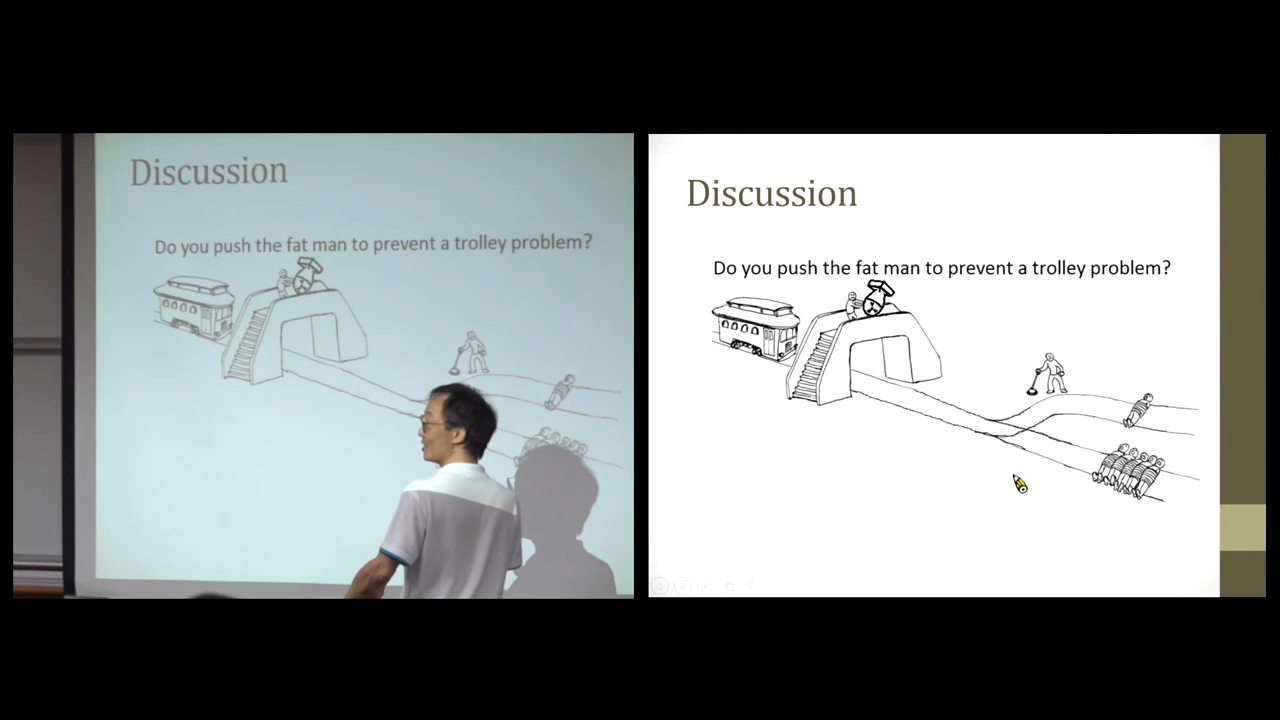 Discussion
Do you push the fat man to prevent a trolley problem?
Discussion
Do you push the fat man to prevent a trolley problem?